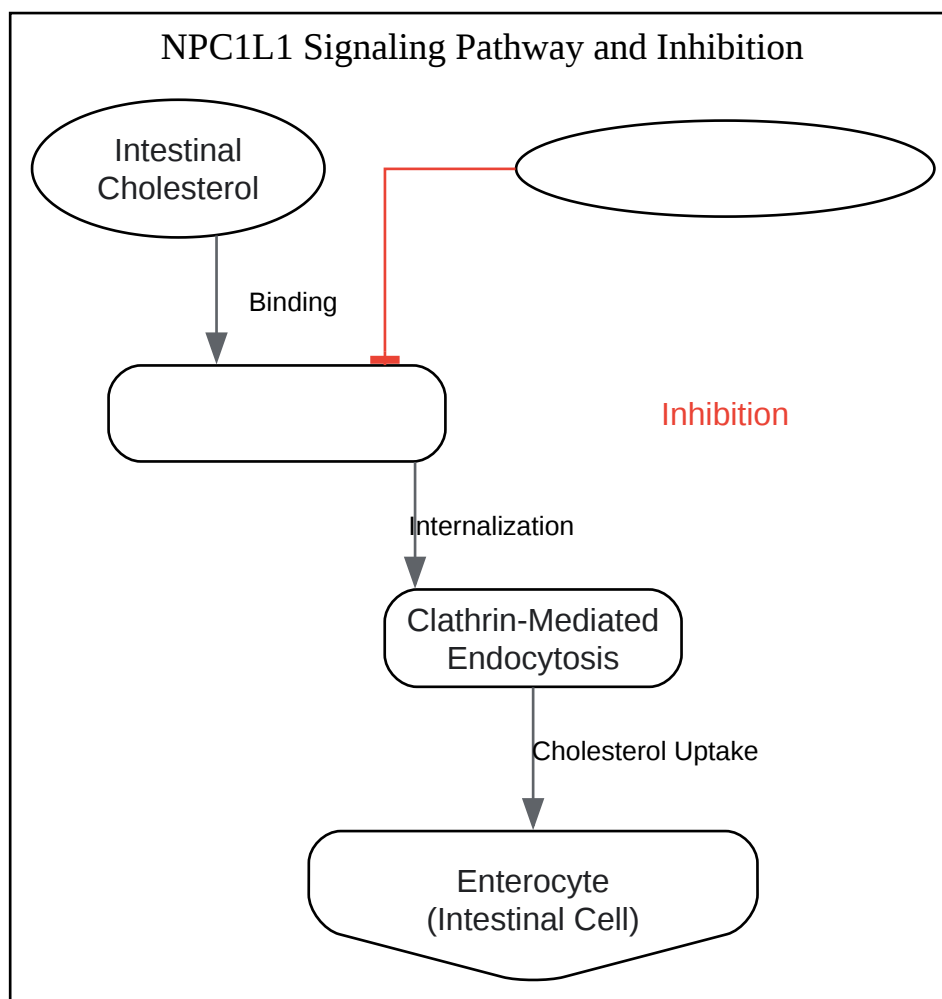 NPC1L1 Signaling Pathway and Inhibition
Intestinal
Cholesterol
Binding
Inhibition
Internalization
Clathrin-Mediated
Endocytosis
Cholesterol Uptake
Enterocyte
(Intestinal Cell)